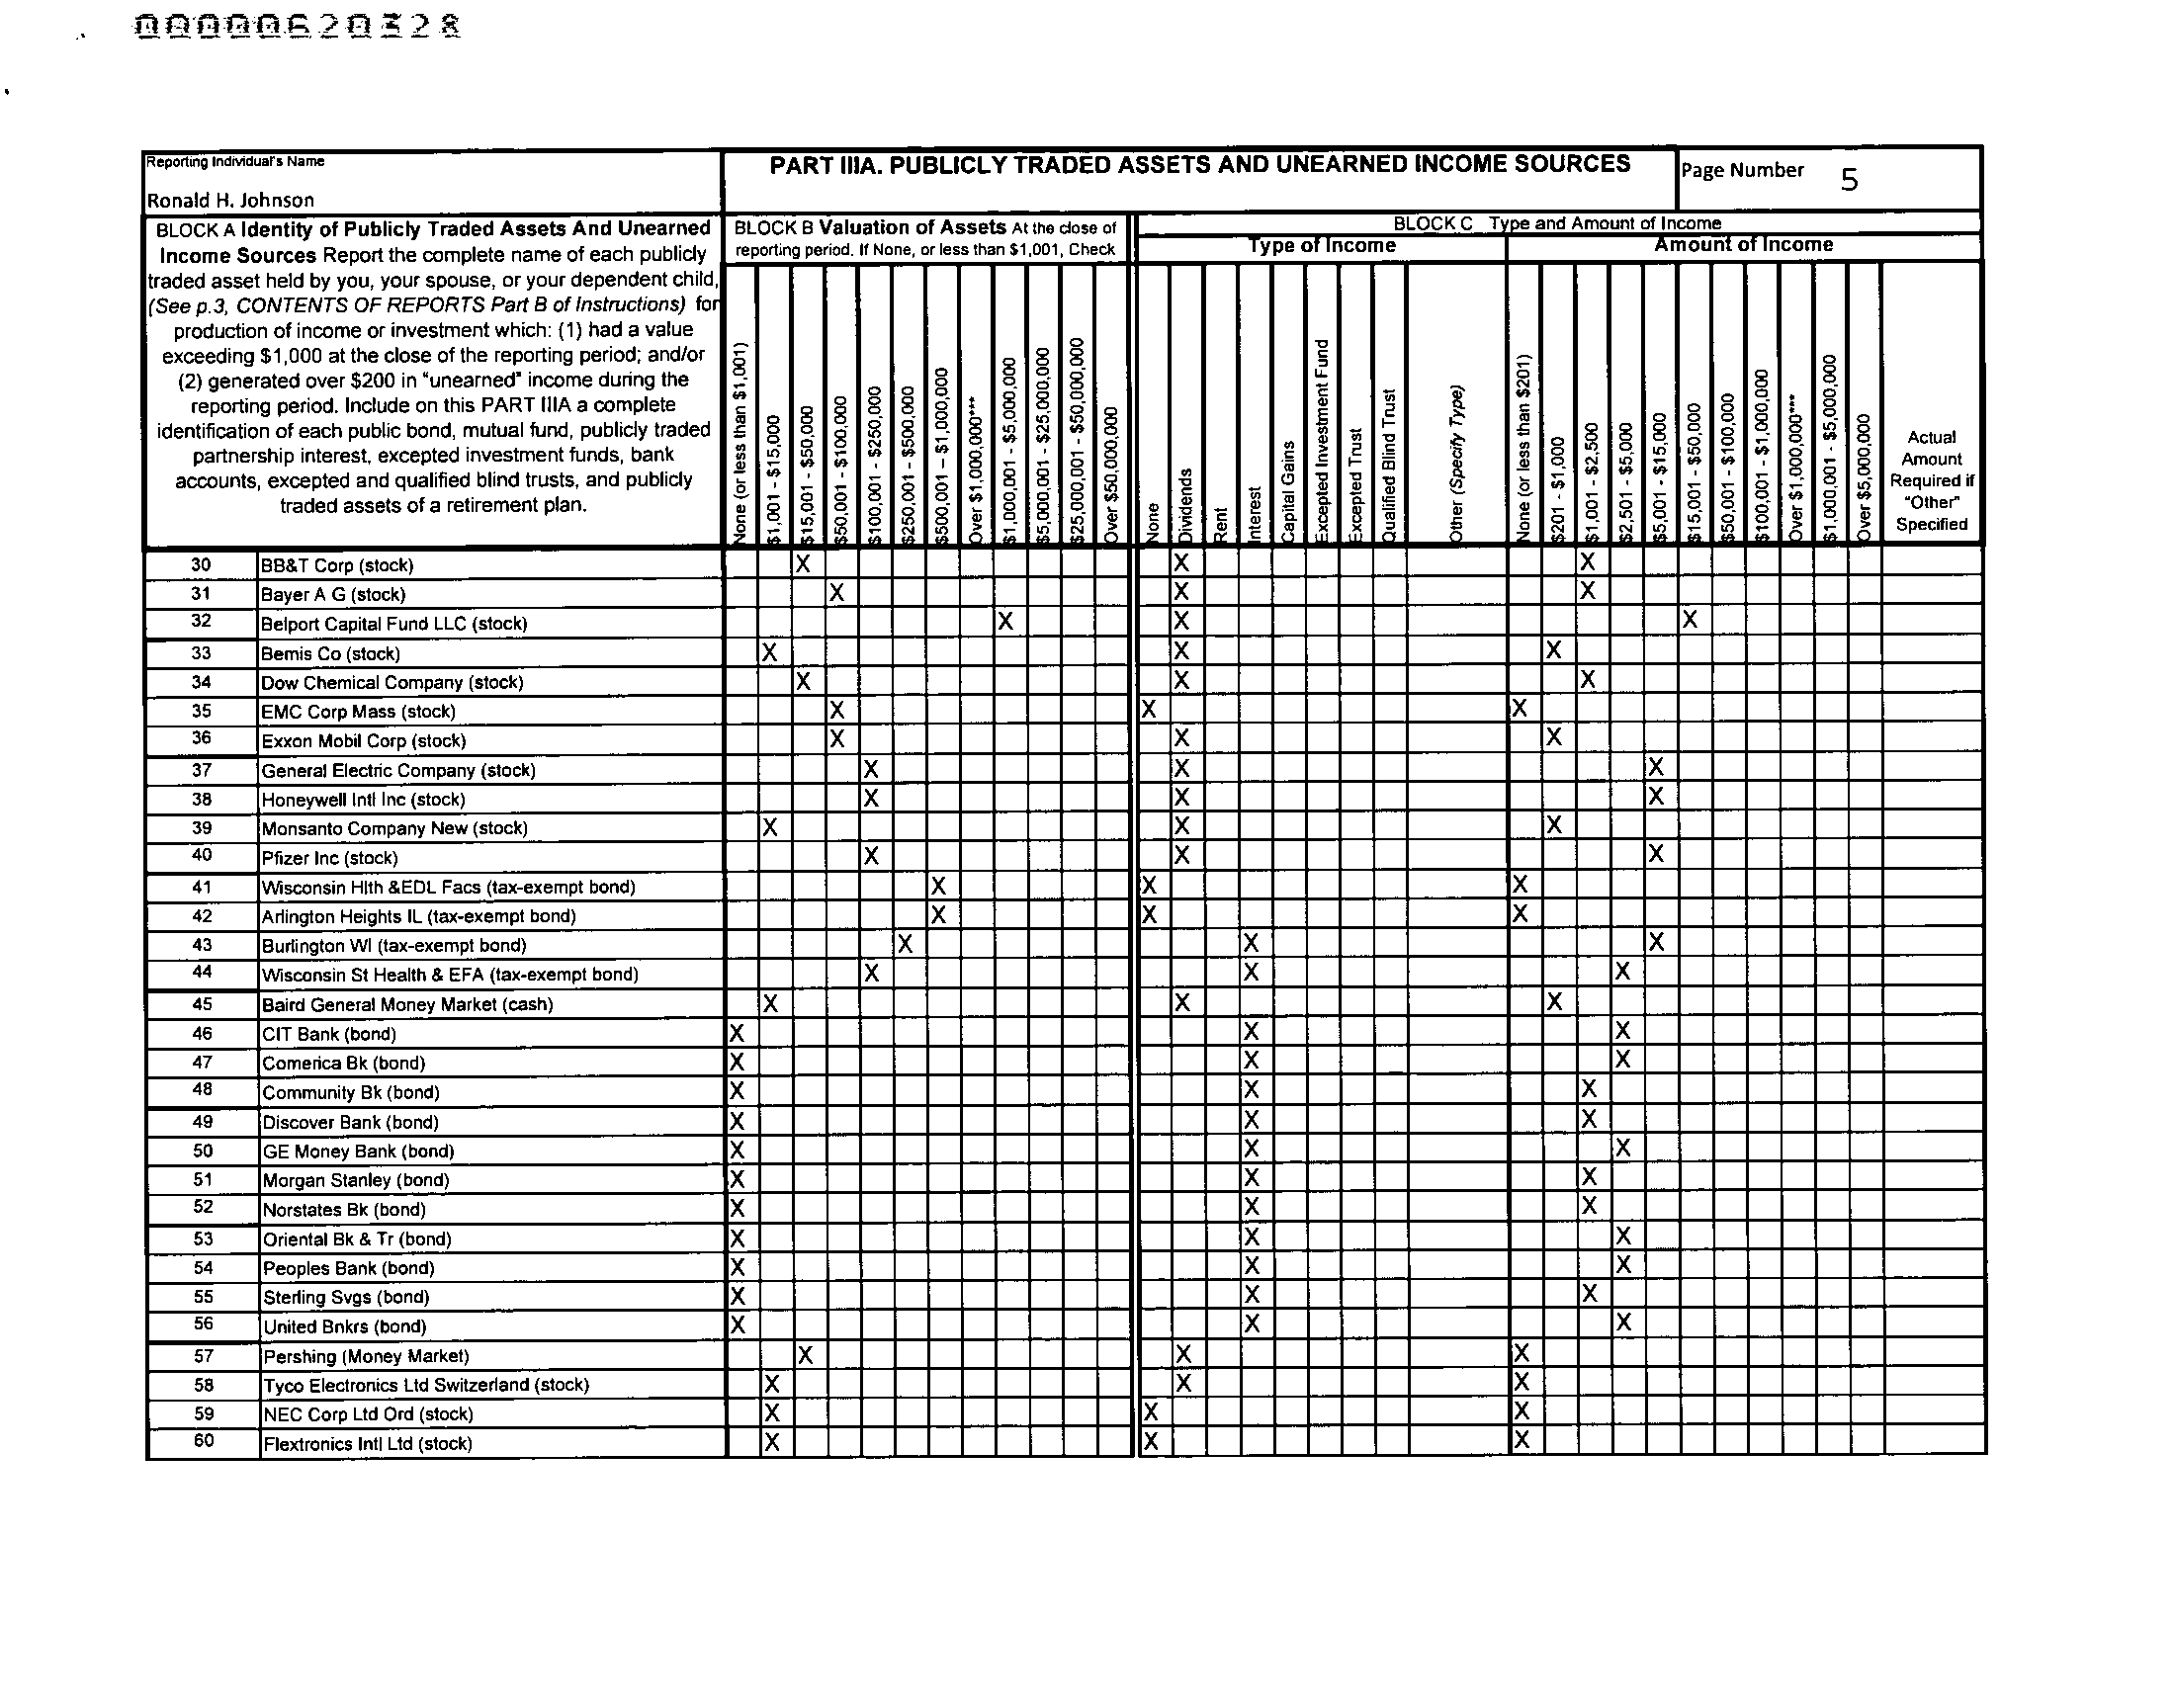 00000620328
Reporting Individual's Name
Ronald H. Johnson
PART IIIA. PUBLICLY TRADED ASSETS AND UNEARNED INCOME SOURCES
Page Number 5
BLOCK A Identity of Publicly Traded Assets And Unearned
Income Sources Report the complete name of each publicly
traded asset held by you, your spouse, or your dependent child,
(See p.3, CONTENTS OF REPORTS Part B of Instructions) for
production of income or investment which: (1) had a value
exceeding $1,000 at the close of the reporting period; and/or
(2) generated over $200 in "unearned" income during the
reporting period. Include on this PART IIIA a complete
identification of each public bond, mutual fund, publicly traded
partnership interest, excepted investment funds, bank
accounts, excepted and qualified blind trusts, and publicly
traded assets of a retirement plan.
BLOCK B Valuation of Assets At the close of
reporting period. If None, or less than $1,001, Check
None (or less than $1,001)
$1,001 - $15,000
$15,001 - $50,000
$50,001 - $100,000
$100,001 - $250,000
$250,001 - $500,000
$500,001 – $1,000,000
Over $1,000,000***
$1,000,001 - $5,000,000
$5,000,001 - $25,000,000
$25,000,001 - $50,000,000
Over $50,000,000
BLOCK C Type and Amount of Income
Type of Income
None
Dividends
Rent
Interest
Capital Gains
Excepted Investment Fund
Excepted Trust
Qualified Blind Trust
Other (Specify Type)
Amount of Income
None (or less than $201)
$201 - $1,000
$1,001 - $2,500
$2,501 - $5,000
$5,001 - $15,000
$15,001 - $50,000
$50,001 - $100,000
$100,001 - $1,000,000
Over $1,000,000***
$1,000,001 - $5,000,000
Over $5,000,000
Actual
Amount
Required if
"Other"
Specified
30 BB&T Corp (stock) X X X
31 Bayer A G (stock) X X X
32 Belport Capital Fund LLC (stock) X X X
33 Bemis Co (stock) X X X
34 Dow Chemical Company (stock) X X X
35 EMC Corp Mass (stock) X X X
36 Exxon Mobil Corp (stock) X X X
37 General Electric Company (stock) X X X
38 Honeywell Intl Inc (stock) X X X
39 Monsanto Company New (stock) X X X
40 Pfizer Inc (stock) X X X
41 Wisconsin Hlth &EDL Facs (tax-exempt bond) X X X
42 Arlington Heights IL (tax-exempt bond) X X X
43 Burlington WI (tax-exempt bond) X X X
44 Wisconsin St Health & EFA (tax-exempt bond) X X X
45 Baird General Money Market (cash) X X X
46 CIT Bank (bond) X X X
47 Comerica Bk (bond) X X X
48 Community Bk (bond) X X X
49 Discover Bank (bond) X X X
50 GE Money Bank (bond) X X X
51 Morgan Stanley (bond) X X X
52 Norstates Bk (bond) X X X
53 Oriental Bk & Tr (bond) X X X
54 Peoples Bank (bond) X X X
55 Sterling Svgs (bond) X X X
56 United Bnkrs (bond) X X X
57 Pershing (Money Market) X X X
58 Tyco Electronics Ltd Switzerland (stock) X X X
59 NEC Corp Ltd Ord (stock) X X X
60 Flextronics Intl Ltd (stock) X X X